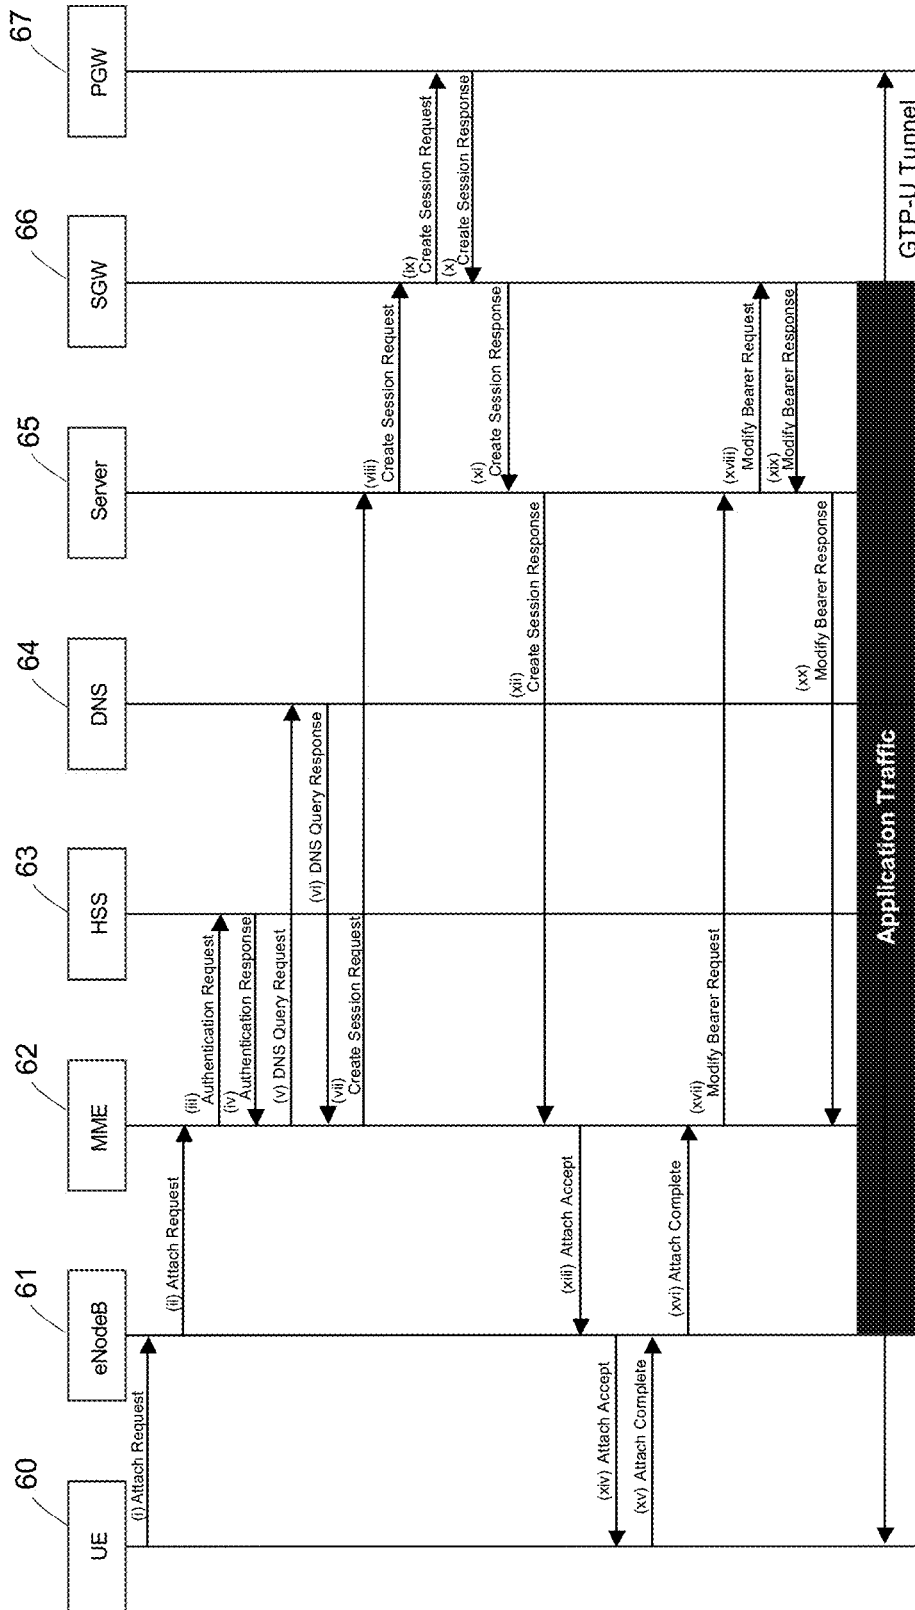 60
61
62
63
64
65
66
67
UE
eNodeB
MME
HSS
DNS
Server
SGW
PGW
(i) Attach Request
(ii) Attach Request
(iii)
Authentication Request
(iv)
Authentication Response
(v) DNS Query Request
(vi) DNS Query Response
(vii)
Create Session Request
(viii)
Create Session Request
(ix)
Create Session Request
(x)
Create Session Response
(xi)
Create Session Response
(xii)
Create Session Response
(xiii) Attach Accept
(xiv) Attach Accept
(xv) Attach Complete
(xvi) Attach Complete
(xvii)
Modify Bearer Request
(xviii)
Modify Bearer Request
(xix)
Modify Bearer Response
(xx)
Modify Bearer Response
Application Traffic
GTP-U Tunnel